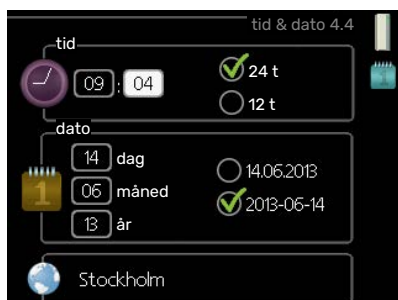 tid & dato 4.4
tid
09 : 04
24 t
12 t
dato
14 dag
06 måned
13 år
14.06.2013
2013-06-14
1
Stockholm